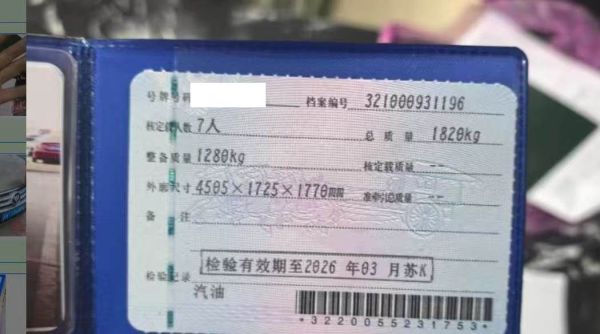 号牌号码 档案编号 321000931196
核定载人数 7人 总质量 1820kg
整备质量 1280kg 核定载质量 --
外廓尺寸 4505×1725×1770mm 准牵引总质量 --
备注
检验记录 检验有效期至2026年03月苏K
汽油
*3220055231753*